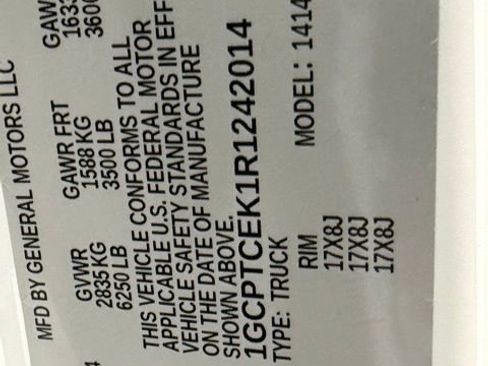 4
MFD BY GENERAL MOTORS LLC
GVWR GAWR FRT GAW
2835 KG 1588 KG 163
6250 LB 3500 LB 360
THIS VEHICLE CONFORMS TO ALL
APPLICABLE U.S. FEDERAL MOTOR
VEHICLE SAFETY STANDARDS IN EFF
ON THE DATE OF MANUFACTURE
SHOWN ABOVE.
1GCPTCEK1R1242014
TYPE: TRUCK MODEL: 1414
RIM
17X8J
17X8J
17X8J